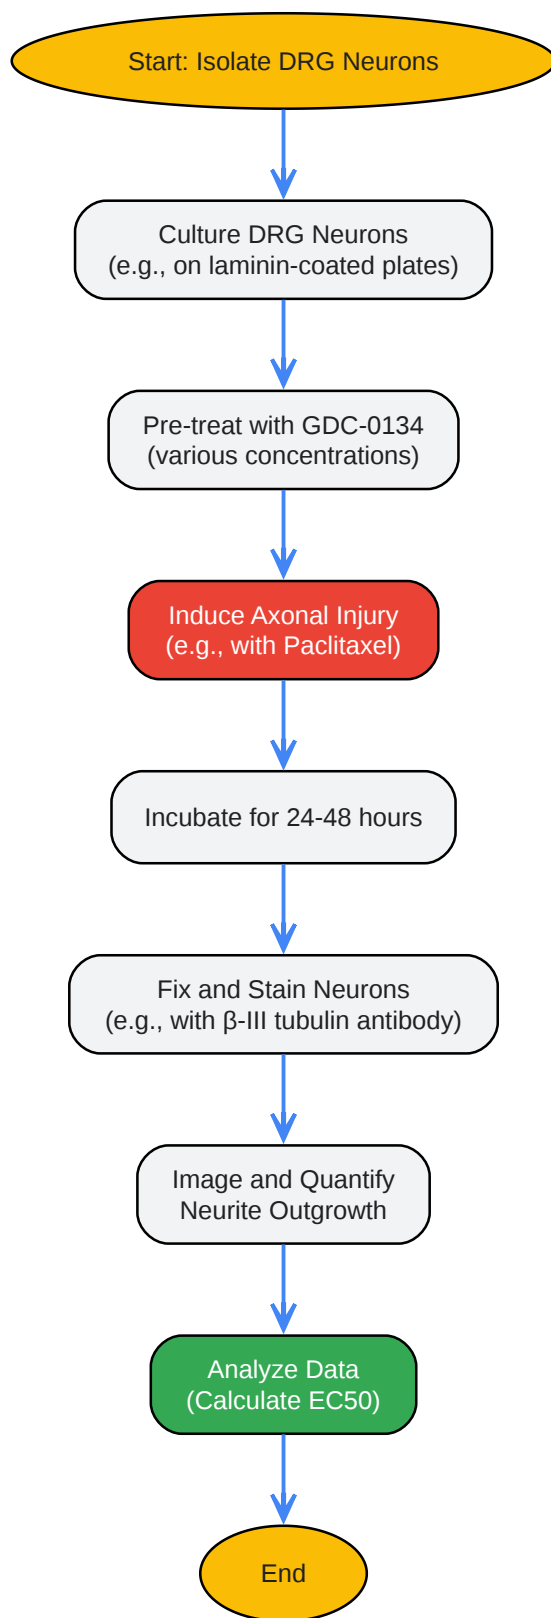 Start: Isolate DRG Neurons
Culture DRG Neurons
(e.g., on laminin-coated plates)
Pre-treat with GDC-0134
(various concentrations)
Induce Axonal Injury
(e.g., with Paclitaxel)
Incubate for 24-48 hours
Fix and Stain Neurons
(e.g., with β-III tubulin antibody)
Image and Quantify
Neurite Outgrowth
Analyze Data
(Calculate EC50)
End